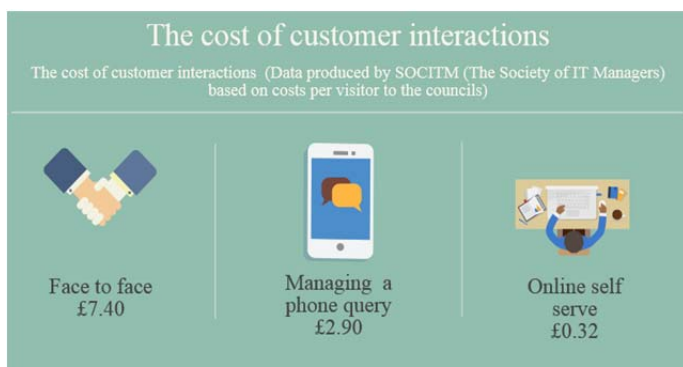 The cost of customer interactions
The cost of customer interactions (Data produced by SOCITM (The Society of IT Managers)
based on costs per visitor to the councils)
Face to face
£7.40
Managing a
phone query
£2.90
Online self
serve
£0.32